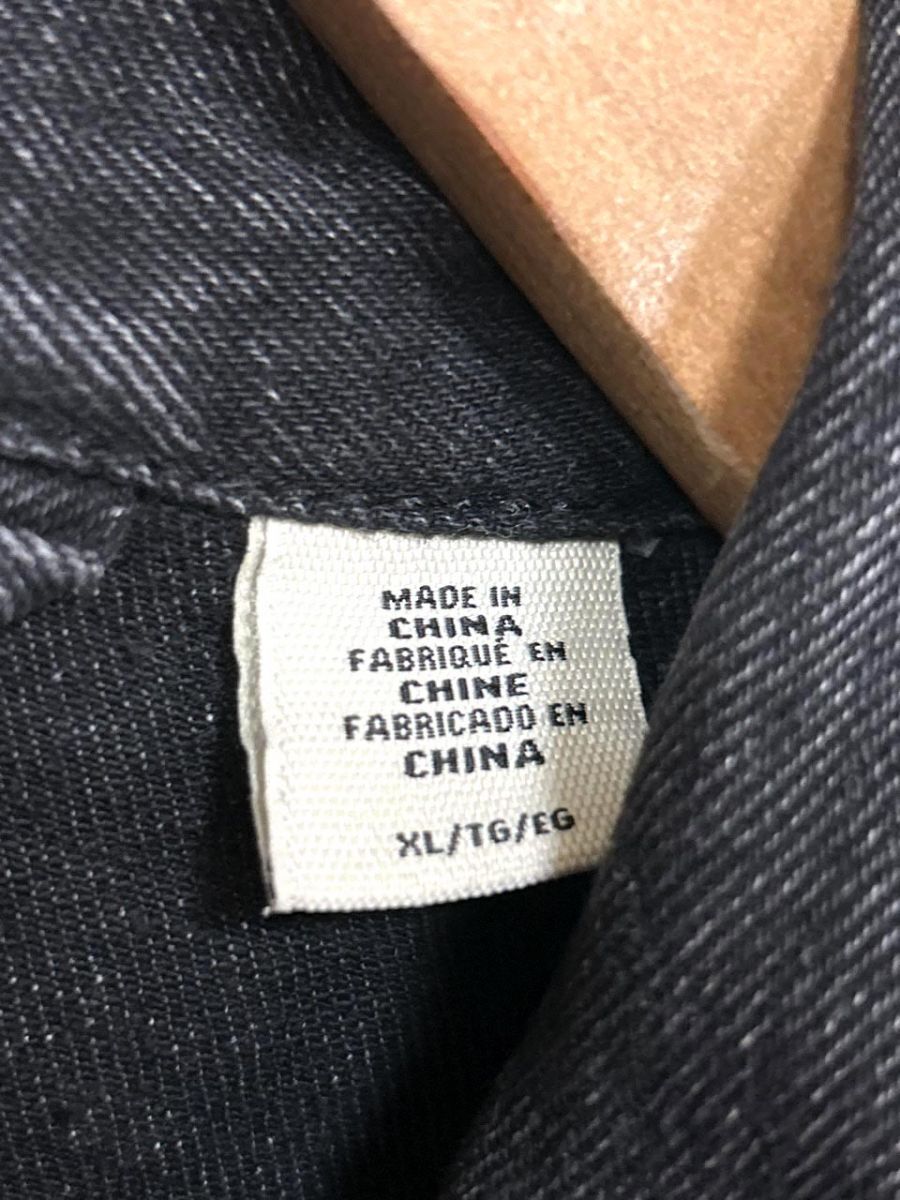 MADE IN
CHINA
FABRIQUÉ EN
CHINE
FABRICADO EN
CHINA
XL/TG/EG